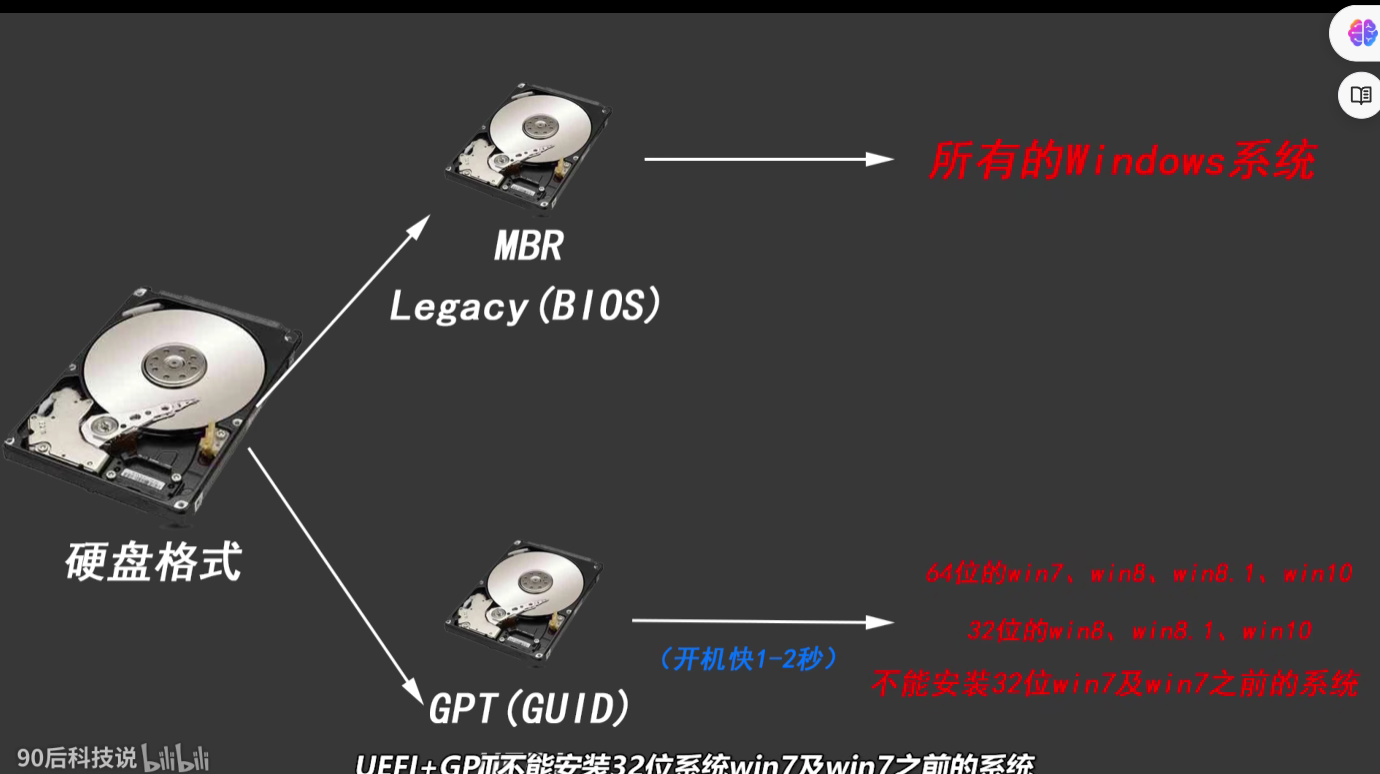 所有的Windows系统
MBR
Legacy(BIOS)
硬盘格式
64位的win7、win8、win8.1、win10
32位的win8、win8.1、win10
(开机快1-2秒)
不能安装32位win7及win7之前的系统
GPT(GUID)
90后科技说 bilibili
UEFI+GPT不能安装32位系统win7及win7之前的系统